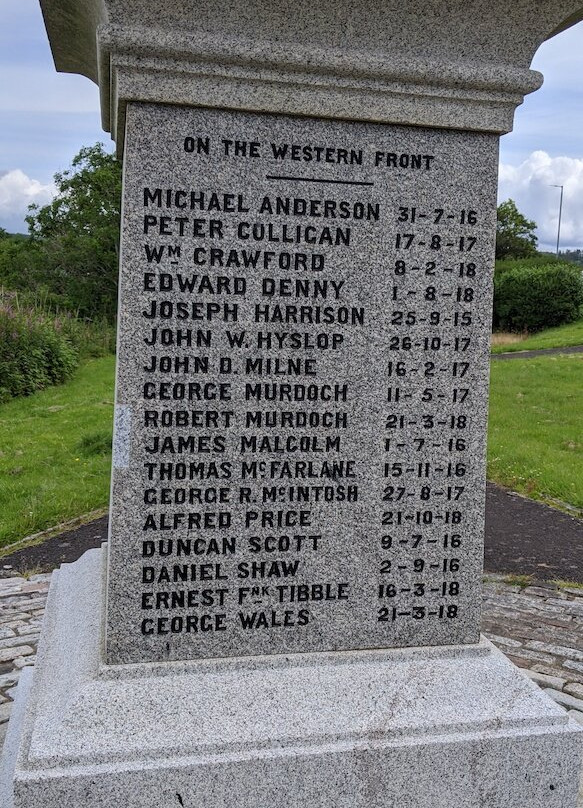 ON THE WESTERN FRONT
MICHAEL ANDERSON 31-7-16
PETER CULLIGAN 17-8-17
WM CRAWFORD 8-2-18
EDWARD DENNY 1-8-18
JOSEPH HARRISON 25-9-15
JOHN W. HYSLOP 26-10-17
JOHN D. MILNE 16-2-17
GEORGE MURDOCH 11-5-17
ROBERT MURDOCH 21-3-18
JAMES MALCOLM 1-7-16
THOMAS McFARLANE 15-11-16
GEORGE R. McINTOSH 27-8-17
ALFRED PRICE 21-10-18
DUNCAN SCOTT 9-7-16
DANIEL SHAW 2-9-16
ERNEST FNK TIBBLE 16-3-18
GEORGE WALES 21-3-18